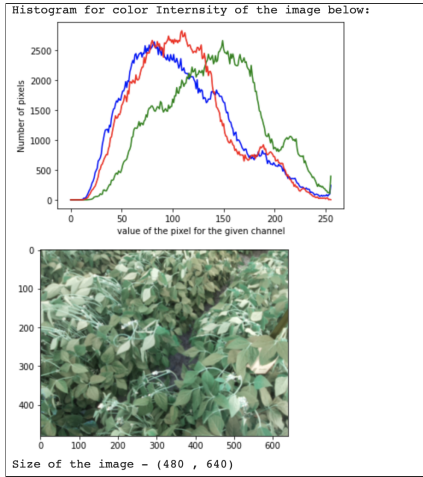 Histogram for color Internsity of the image below:
2500
2000
1500
1000
500
0
Number of pixels
0 50 100 150 200 250
value of the pixel for the given channel
0
100
200
300
400
0 100 200 300 400 500 600
Size of the image - (480 , 640)